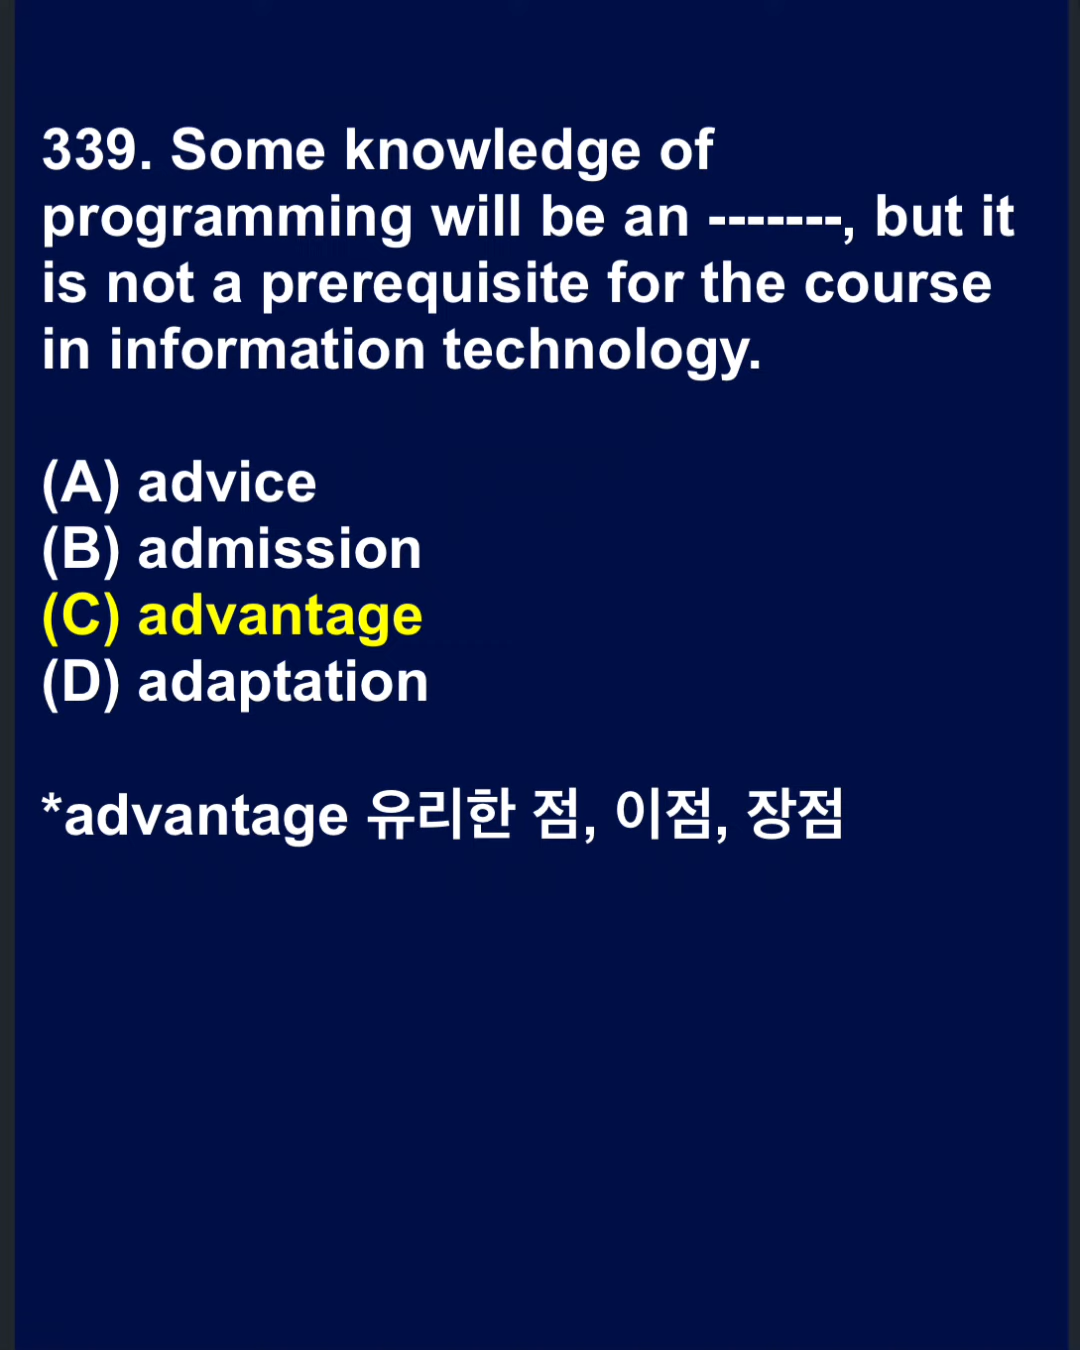 339. Some knowledge of
programming will be an -------, but it
is not a prerequisite for the course
in information technology.
(A) advice
(B) admission
(C) advantage
(D) adaptation
*advantage 유리한 점, 이점, 장점